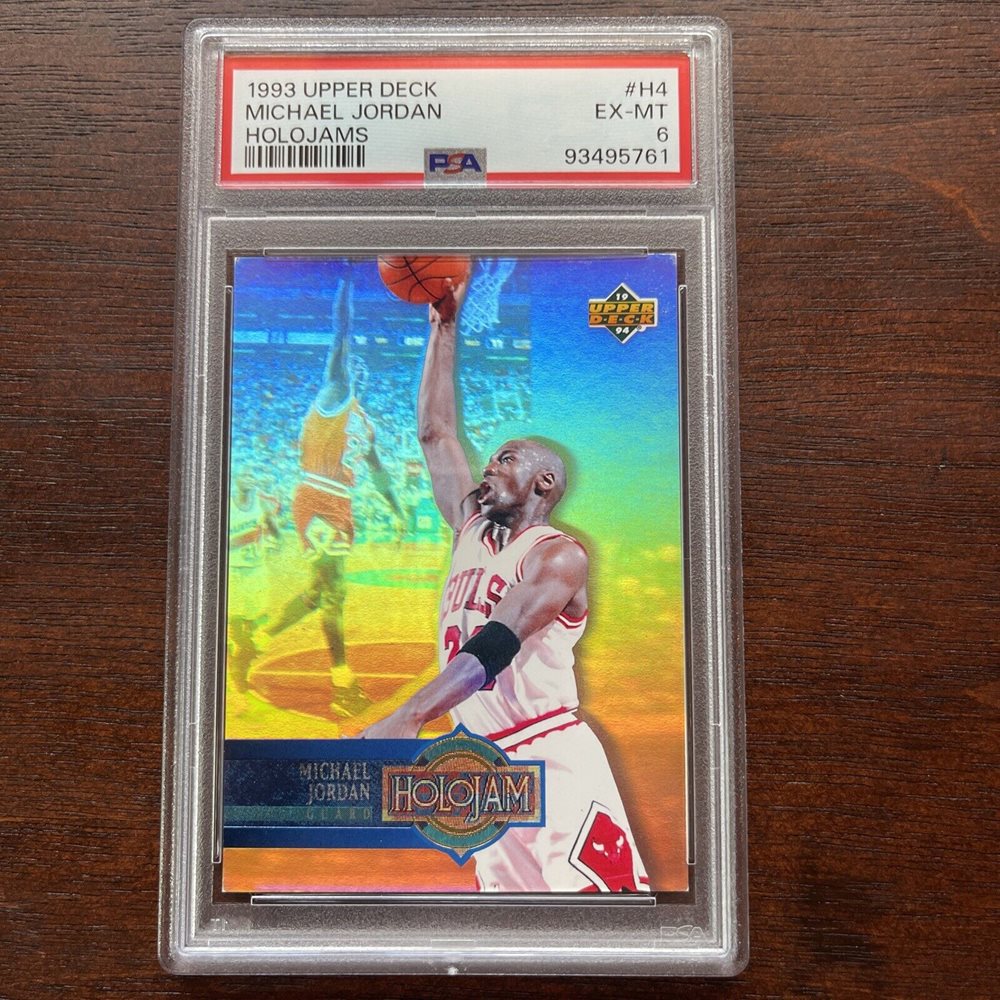 1993 UPPER DECK #H4
MICHAEL JORDAN EX-MT
HOLOJAMS 6
PSA 93495761
19
UPPER
D·E·C·K
94
BULLS
MICHAEL
JORDAN
GUARD
HOLOJAM
PSA